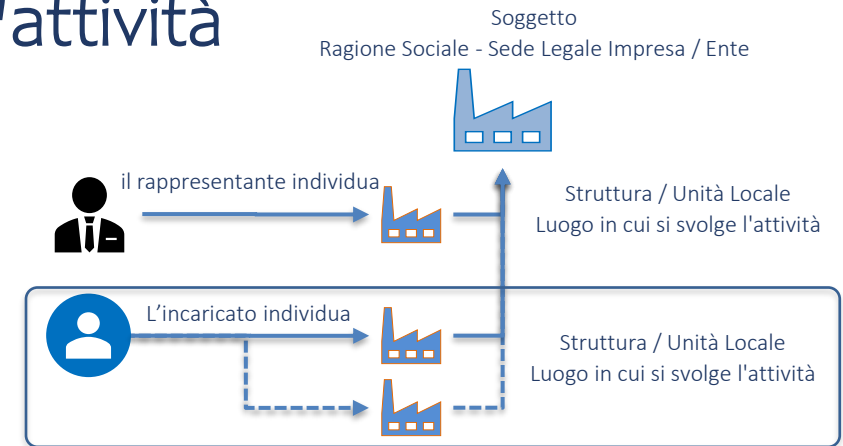 l'attività
Soggetto
Ragione Sociale - Sede Legale Impresa / Ente
il rappresentante individua
Struttura / Unità Locale
Luogo in cui si svolge l'attività
L’incaricato individua
Struttura / Unità Locale
Luogo in cui si svolge l'attività